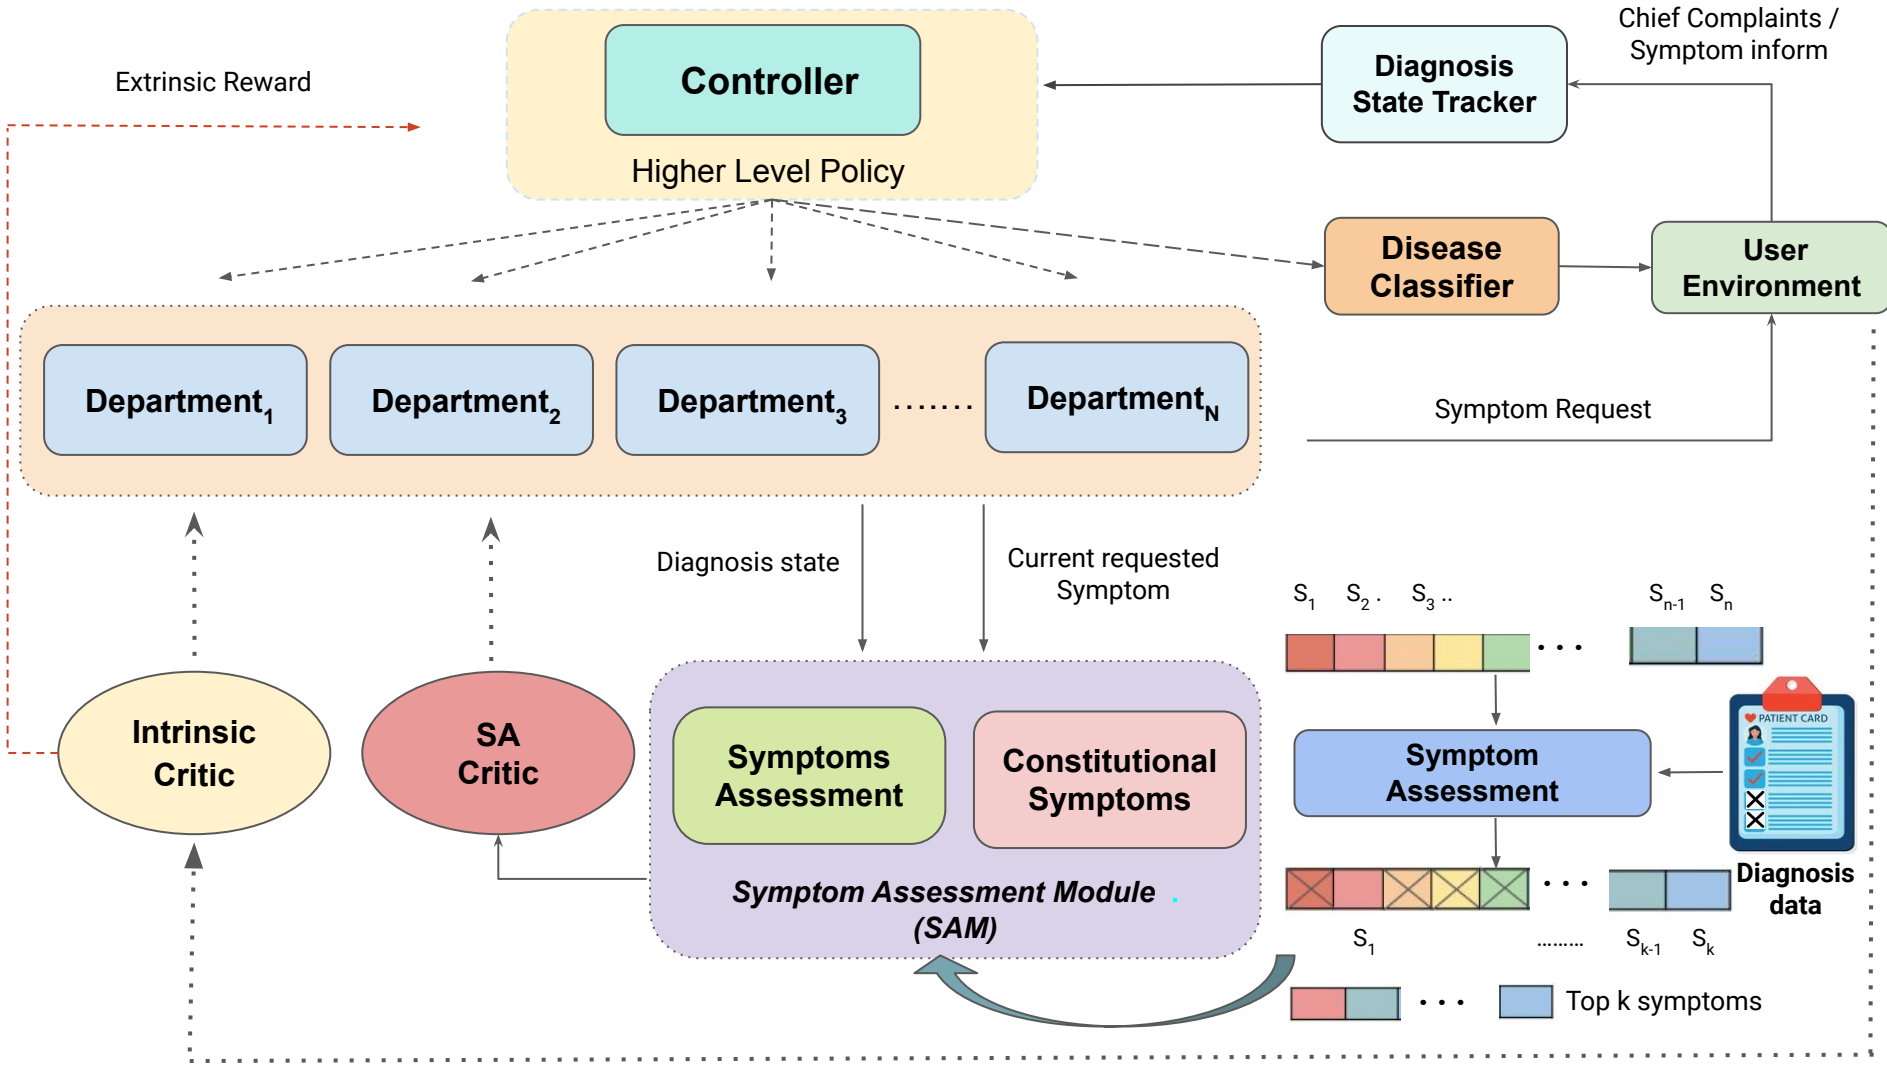 Chief Complaints /
Symptom inform
Extrinsic Reward
Controller
Higher Level Policy
Diagnosis
State Tracker
Disease
Classifier
User
Environment
Department1
Department2
Department3
.......
DepartmentN
Symptom Request
Diagnosis state
Current requested
Symptom
S1 S2 . S3 .. Sn-1 Sn
Intrinsic
Critic
SA
Critic
Symptoms
Assessment
Constitutional
Symptoms
Symptom Assessment Module .
(SAM)
Symptom
Assessment
PATIENT CARD
Diagnosis
data
S1 ......... Sk-1 Sk
Top k symptoms